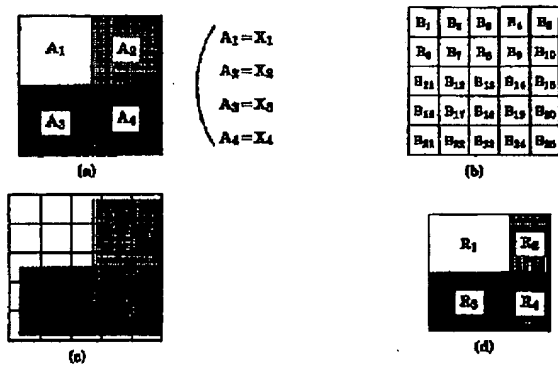 A₁ A₂
A₃ A₄
(a)
A₁=X₁
A₂=X₂
A₃=X₃
A₄=X₄
B₁ B₂ B₃ B₄ B₅
B₆ B₇ B₈ B₉ B₁₀
B₁₁ B₁₂ B₁₃ B₁₄ B₁₅
B₁₆ B₁₇ B₁₈ B₁₉ B₂₀
B₂₁ B₂₂ B₂₃ B₂₄ B₂₅
(b)
(c)
R₁ R₂
R₃ R₄
(d)